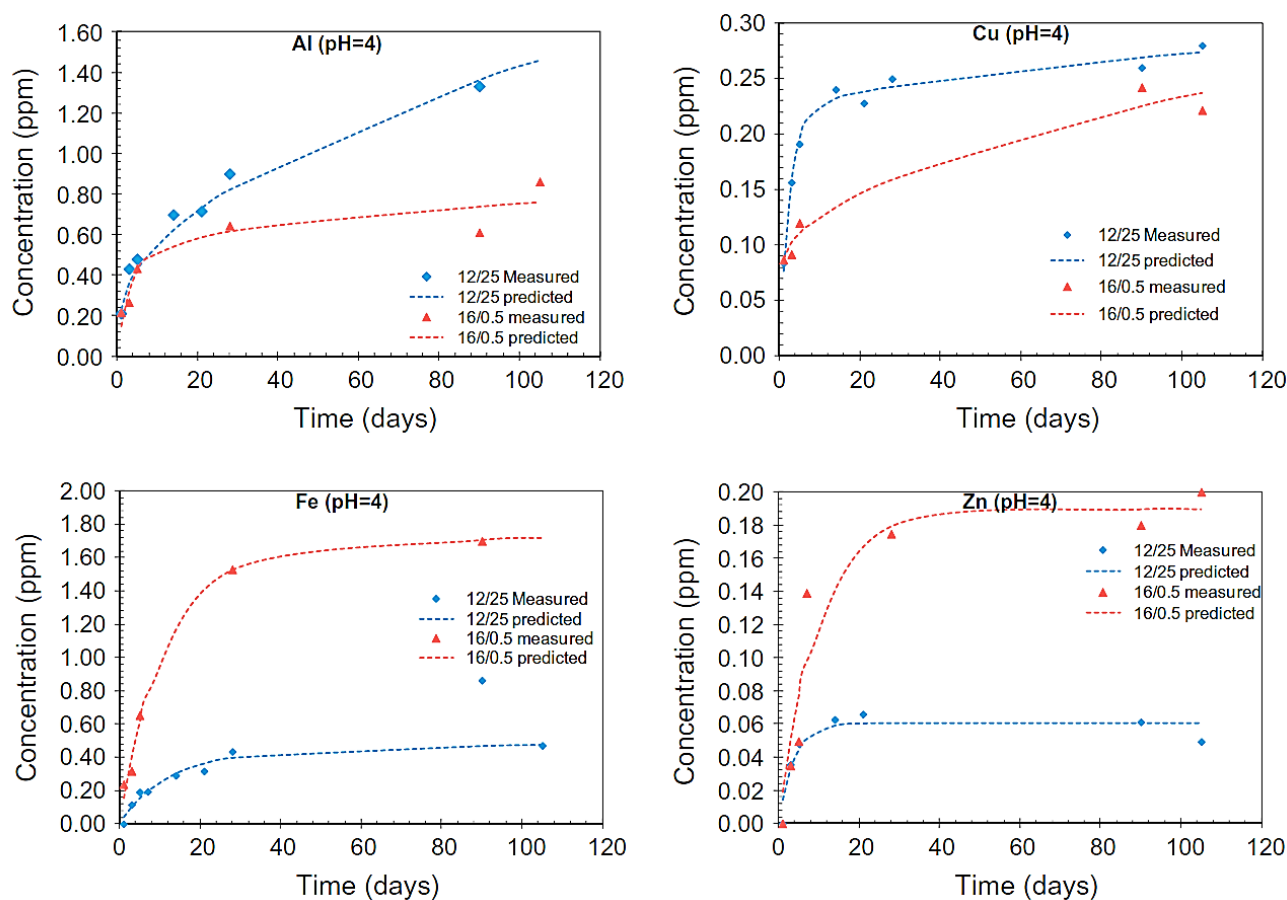 Al (pH=4)
Concentration (ppm)
1.60
1.40
1.20
1.00
0.80
0.60
0.40
0.20
0.00
12/25 Measured
12/25 predicted
16/0.5 measured
16/0.5 predicted
0 20 40 60 80 100 120
Time (days)
Cu (pH=4)
Concentration (ppm)
0.30
0.25
0.20
0.15
0.10
0.05
0.00
12/25 Measured
12/25 predicted
16/0.5 measured
16/0.5 predicted
0 20 40 60 80 100 120
Time (days)
Fe (pH=4)
Concentration (ppm)
2.00
1.80
1.60
1.40
1.20
1.00
0.80
0.60
0.40
0.20
0.00
12/25 Measured
12/25 predicted
16/0.5 measured
16/0.5 predicted
0 20 40 60 80 100 120
Time (days)
Zn (pH=4)
Concentration (ppm)
0.20
0.18
0.16
0.14
0.12
0.10
0.08
0.06
0.04
0.02
0.00
12/25 Measured
12/25 predicted
16/0.5 measured
16/0.5 predicted
0 20 40 60 80 100 120
Time (days)